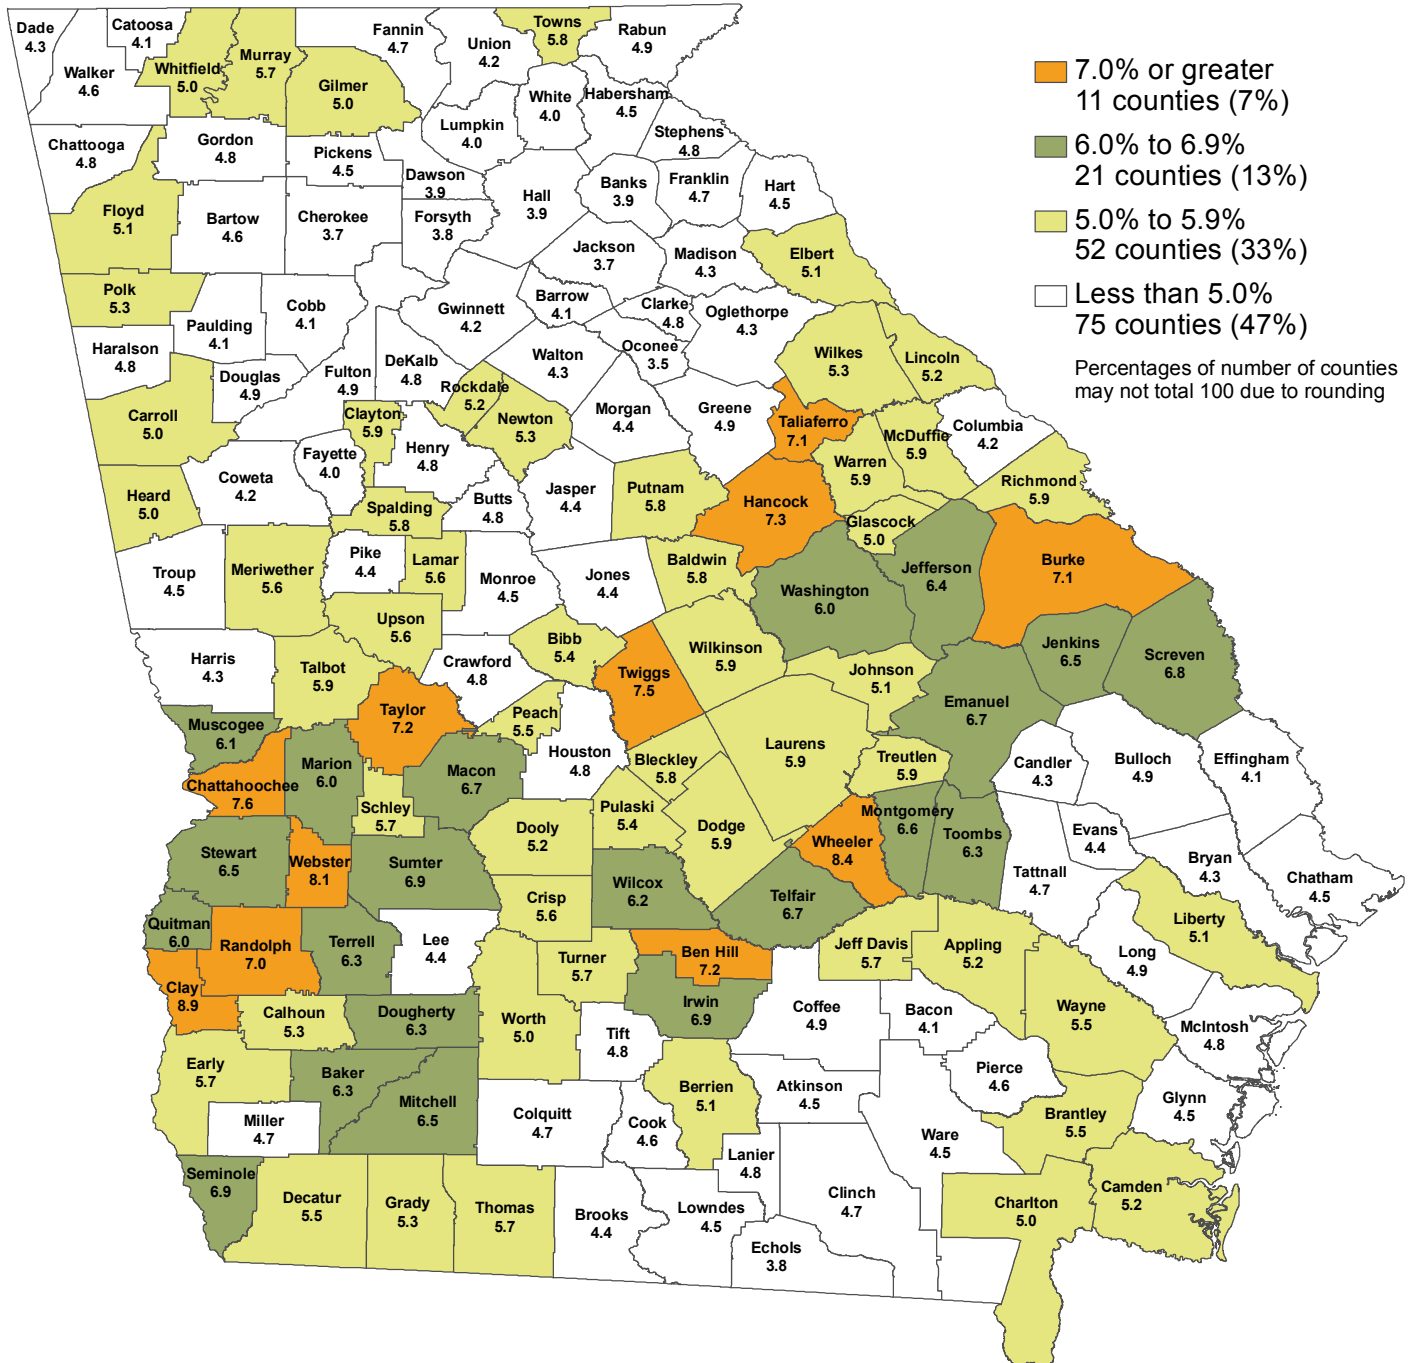 Dade
4.3
Catoosa
4.1
Walker
4.6
Whitfield
5.0
Murray
5.7
Fannin
4.7
Gilmer
5.0
Union
4.2
Towns
5.8
Rabun
4.9
White
4.0
Habersham
4.5
Lumpkin
4.0
Stephens
4.8
7.0% or greater
11 counties (7%)
6.0% to 6.9%
21 counties (13%)
5.0% to 5.9%
52 counties (33%)
Less than 5.0%
75 counties (47%)
Percentages of number of counties
may not total 100 due to rounding
Chattooga
4.8
Gordon
4.8
Pickens
4.5
Dawson
3.9
Hall
3.9
Banks
3.9
Franklin
4.7
Hart
4.5
Floyd
5.1
Bartow
4.6
Cherokee
3.7
Forsyth
3.8
Jackson
3.7
Madison
4.3
Elbert
5.1
Polk
5.3
Paulding
4.1
Cobb
4.1
Gwinnett
4.2
Barrow
4.1
Clarke
4.8
Oglethorpe
4.3
Oconee
3.5
Haralson
4.8
Douglas
4.9
Fulton
4.9
DeKalb
4.8
Rockdale
5.2
Walton
4.3
Wilkes
5.3
Lincoln
5.2
Carroll
5.0
Clayton
5.9
Newton
5.3
Morgan
4.4
Greene
4.9
Taliaferro
7.1
McDuffie
5.9
Columbia
4.2
Fayette
4.0
Henry
4.8
Coweta
4.2
Heard
5.0
Spalding
5.8
Butts
4.8
Jasper
4.4
Putnam
5.8
Hancock
7.3
Warren
5.9
Richmond
5.9
Glascock
5.0
Troup
4.5
Meriwether
5.6
Pike
4.4
Lamar
5.6
Monroe
4.5
Jones
4.4
Baldwin
5.8
Washington
6.0
Jefferson
6.4
Burke
7.1
Upson
5.6
Bibb
5.4
Twiggs
7.5
Wilkinson
5.9
Johnson
5.1
Jenkins
6.5
Screven
6.8
Harris
4.3
Talbot
5.9
Crawford
4.8
Taylor
7.2
Peach
5.5
Houston
4.8
Emanuel
6.7
Muscogee
6.1
Chattahoochee
7.6
Marion
6.0
Macon
6.7
Schley
5.7
Bleckley
5.8
Laurens
5.9
Treutlen
5.9
Candler
4.3
Bulloch
4.9
Effingham
4.1
Pulaski
5.4
Dooly
5.2
Dodge
5.9
Wheeler
8.4
Montgomery
6.6
Toombs
6.3
Evans
4.4
Tattnall
4.7
Bryan
4.3
Chatham
4.5
Stewart
6.5
Webster
8.1
Sumter
6.9
Crisp
5.6
Wilcox
6.2
Telfair
6.7
Liberty
5.1
Quitman
6.0
Randolph
7.0
Terrell
6.3
Lee
4.4
Turner
5.7
Ben Hill
7.2
Jeff Davis
5.7
Appling
5.2
Long
4.9
Clay
8.9
Calhoun
5.3
Dougherty
6.3
Worth
5.0
Irwin
6.9
Coffee
4.9
Bacon
4.1
Wayne
5.5
McIntosh
4.8
Tift
4.8
Early
5.7
Baker
6.3
Mitchell
6.5
Miller
4.7
Colquitt
4.7
Cook
4.6
Berrien
5.1
Atkinson
4.5
Pierce
4.6
Brantley
5.5
Glynn
4.5
Ware
4.5
Lanier
4.8
Seminole
6.9
Decatur
5.5
Grady
5.3
Thomas
5.7
Brooks
4.4
Lowndes
4.5
Clinch
4.7
Echols
3.8
Charlton
5.0
Camden
5.2